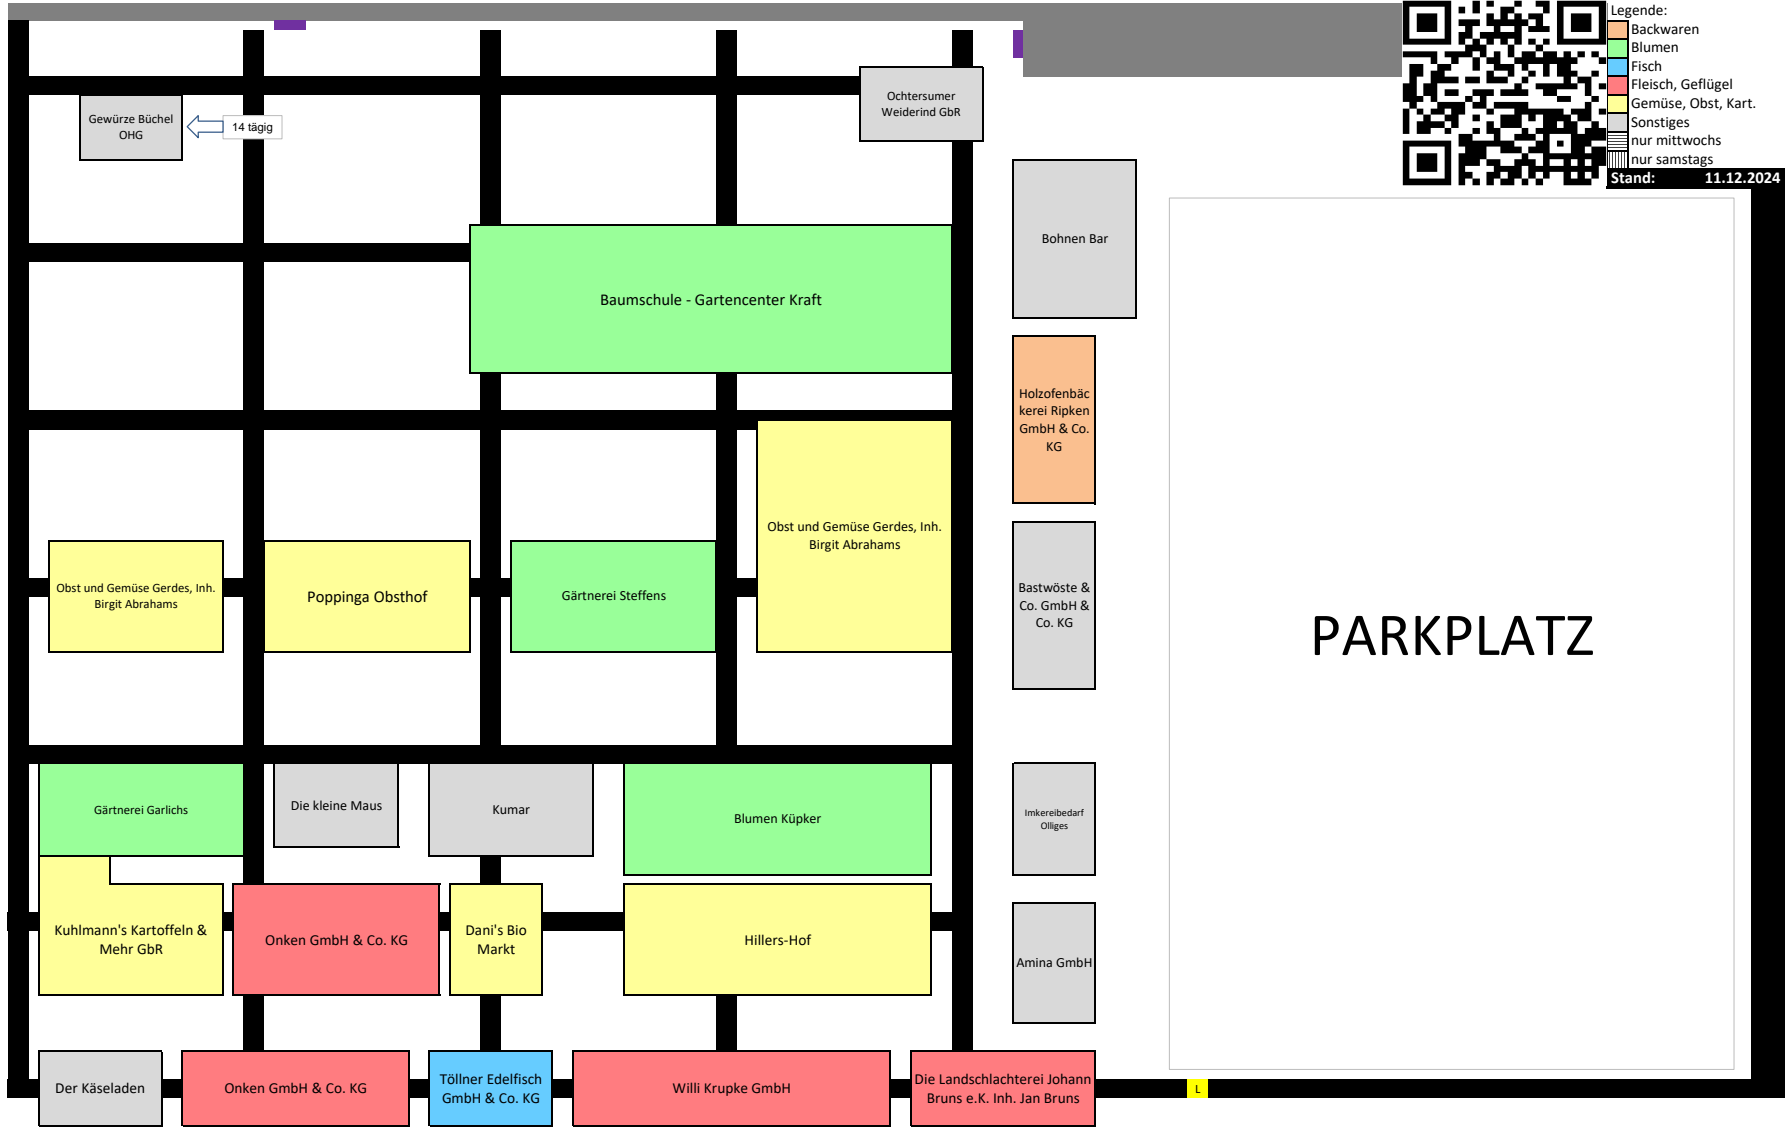 Legende:
Backwaren
Blumen
Fisch
Fleisch, Geflügel
Gemüse, Obst, Kart.
Sonstiges
nur mittwochs
nur samstags
Stand: 11.12.2024
Gewürze Büchel
OHG
14 tägig
Ochtersumer
Weiderind GbR
Bohnen Bar
Baumschule - Gartencenter Kraft
Holzofenbäc
kerei Ripken
GmbH & Co.
KG
Obst und Gemüse Gerdes, Inh.
Birgit Abrahams
Poppinga Obsthof
Gärtnerei Steffens
Obst und Gemüse Gerdes, Inh.
Birgit Abrahams
Bastwöste &
Co. GmbH &
Co. KG
PARKPLATZ
Gärtnerei Garlichs
Die kleine Maus
Kumar
Blumen Küpker
Imkereibedarf
Olliges
Kuhlmann's Kartoffeln &
Mehr GbR
Onken GmbH & Co. KG
Dani's Bio
Markt
Hillers-Hof
Amina GmbH
Der Käseladen
Onken GmbH & Co. KG
Töllner Edelfisch
GmbH & Co. KG
Willi Krupke GmbH
Die Landschlachterei Johann
Bruns e.K. Inh. Jan Bruns
L